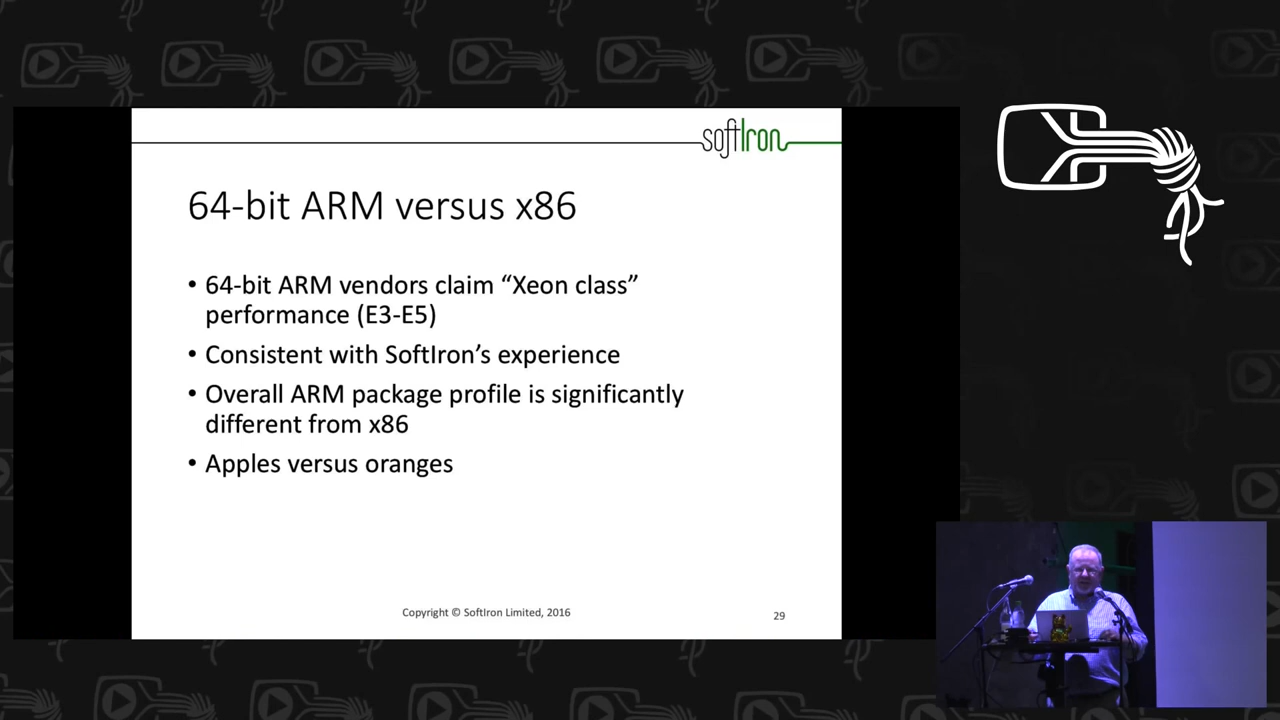 softIron
64-bit ARM versus x86
• 64-bit ARM vendors claim “Xeon class”
performance (E3-E5)
• Consistent with SoftIron’s experience
• Overall ARM package profile is significantly
different from x86
• Apples versus oranges
Copyright © SoftIron Limited, 2016
29